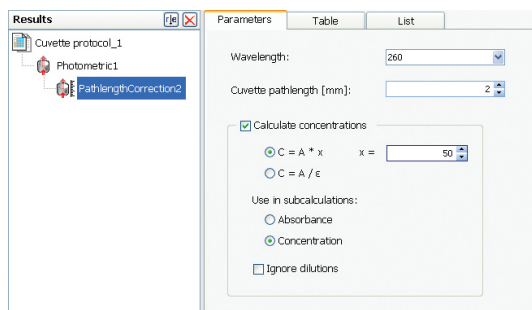 Results
r|e
Cuvette protocol_1
Photometric1
PathlengthCorrection2
Parameters
Table
List
Wavelength:
260
Cuvette pathlength [mm]:
2
Calculate concentrations
C = A * x
x =
50
C = A / ε
Use in subcalculations:
Absorbance
Concentration
Ignore dilutions